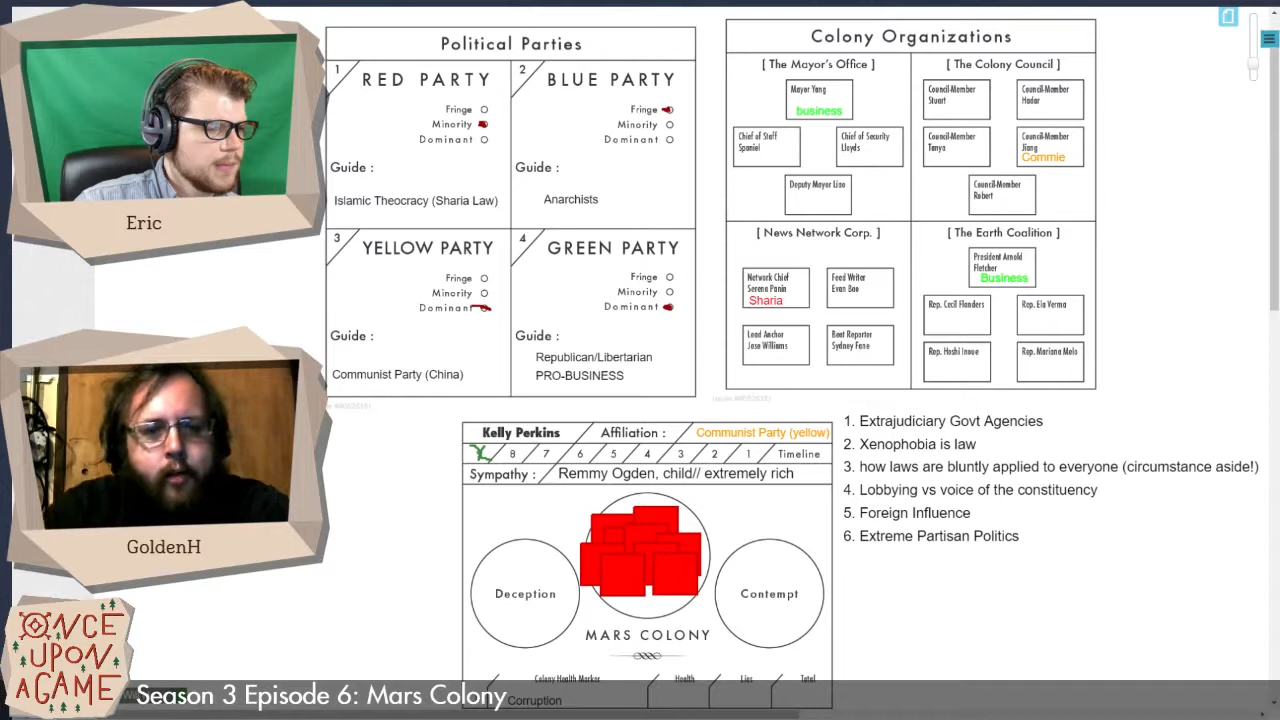 Political Parties
1 RED PARTY
Fringe
Minority
Dominant
Guide :
Islamic Theocracy (Sharia Law)
2 BLUE PARTY
Fringe
Minority
Dominant
Guide :
Anarchists
3 YELLOW PARTY
Fringe
Minority
Dominant
Guide :
Communist Party (China)
4 GREEN PARTY
Fringe
Minority
Dominant
Guide :
Republican/Libertarian
PRO-BUSINESS
Colony Organizations
[ The Mayor's Office ]
Mayor Yang
business
Chief of Staff
Spaniel
Chief of Security
Lloyds
Deputy Mayor Liao
[ The Colony Council ]
Council-Member
Stuart
Council-Member
Hadar
Council-Member
Tanya
Council-Member
Jiang
Commie
Council-Member
Robert
[ News Network Corp. ]
Network Chief
Serena Panin
Sharia
Feed Writer
Evan Bao
Lead Anchor
Jase Williams
Beat Reporter
Sydney Fane
[ The Earth Coalition ]
President Arnold
Fletcher
Business
Rep. Cecil Flanders
Rep. Ela Verma
Rep. Hoshi Inoue
Rep. Mariana Melo
Eric
GoldenH
Kelly Perkins Affiliation : Communist Party (yellow)
8 7 6 5 4 3 2 1 Timeline
Sympathy : Remmy Ogden, child// extremely rich
Deception
Contempt
MARS COLONY
Colony Health Marker Health Lies Total
Corruption
1. Extrajudiciary Govt Agencies
2. Xenophobia is law
3. how laws are bluntly applied to everyone (circumstance aside!)
4. Lobbying vs voice of the constituency
5. Foreign Influence
6. Extreme Partisan Politics
ONCE
UPON
A GAME
Season 3 Episode 6: Mars Colony